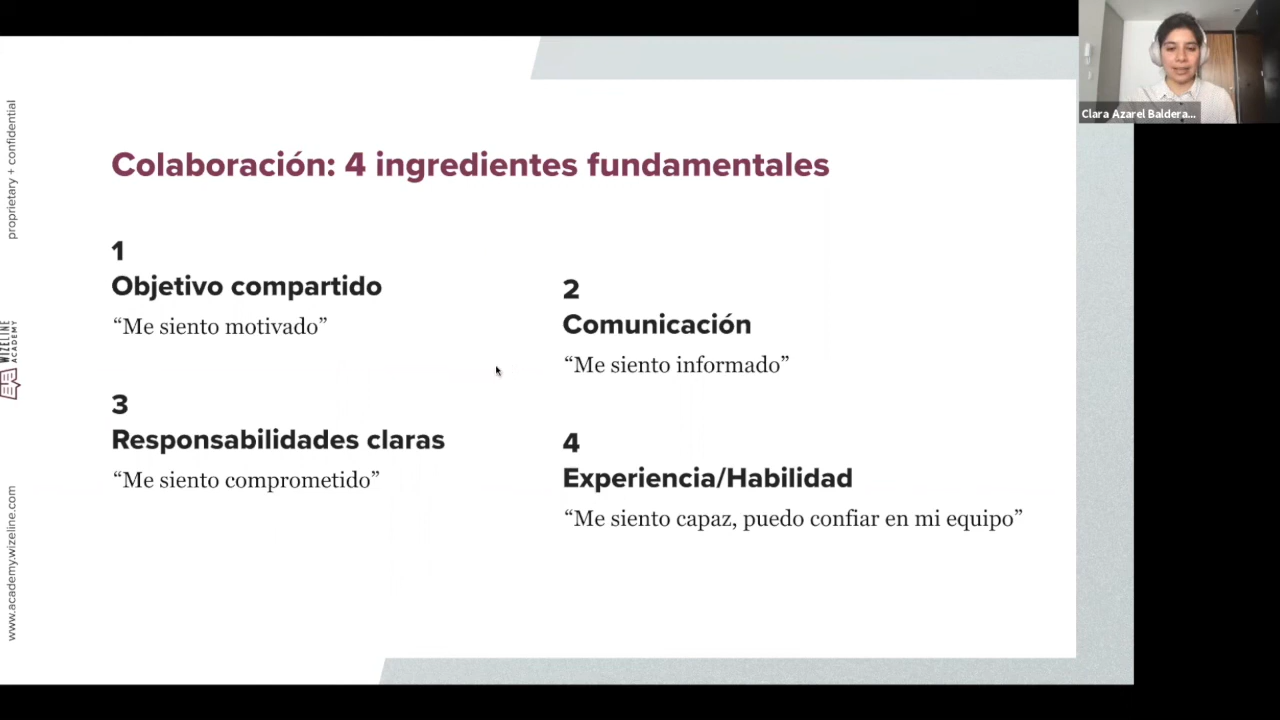 Colaboración: 4 ingredientes fundamentales
1
Objetivo compartido
“Me siento motivado”
2
Comunicación
“Me siento informado”
3
Responsabilidades claras
“Me siento comprometido”
4
Experiencia/Habilidad
“Me siento capaz, puedo confiar en mi equipo”
proprietary + confidential
WIZELINE
ACADEMY
www.academy.wizeline.com
Clara Azarel Baldera...